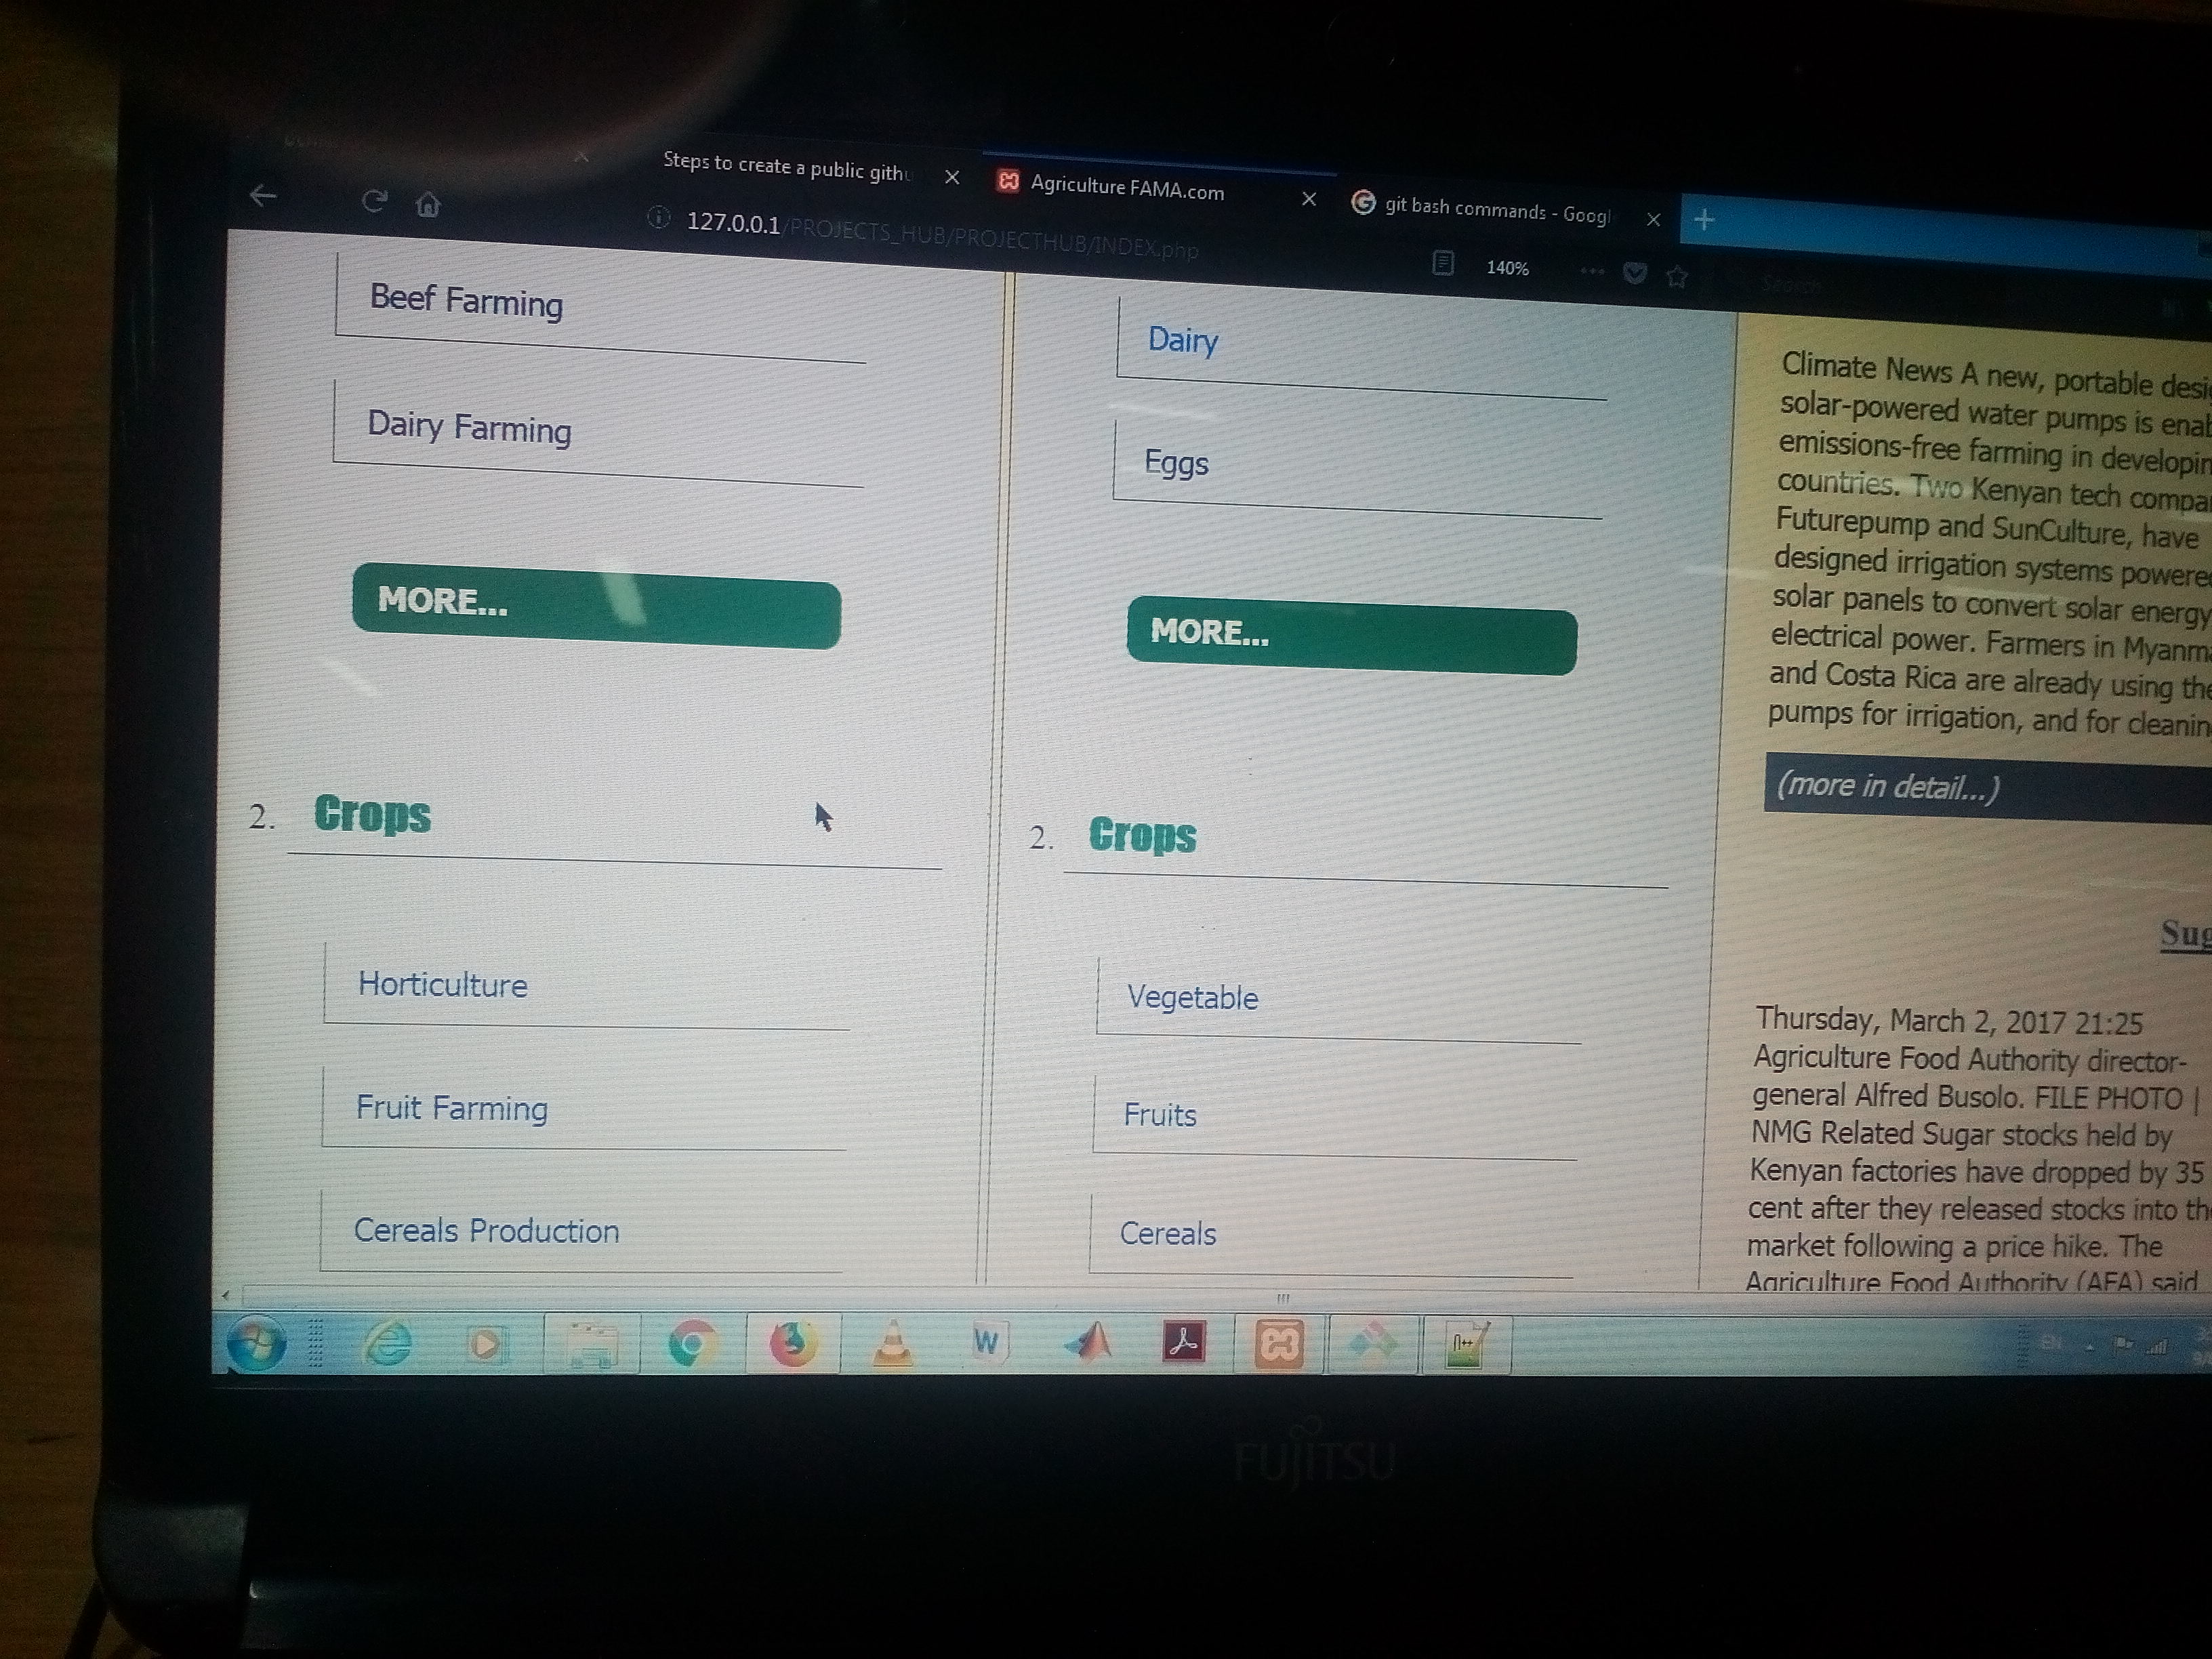 Steps to create a public githu
Agriculture FAMA.com
git bash commands - Googl
127.0.0.1/PROJECTS_HUB/PROJECTHUB/INDEX.php
140%
Search
Beef Farming
Dairy Farming
MORE...
2. Crops
Horticulture
Fruit Farming
Cereals Production
Dairy
Eggs
MORE...
2. Crops
Vegetable
Fruits
Cereals
Climate News A new, portable desi
solar-powered water pumps is enab
emissions-free farming in developin
countries. Two Kenyan tech compa
Futurepump and SunCulture, have
designed irrigation systems powere
solar panels to convert solar energy
electrical power. Farmers in Myanma
and Costa Rica are already using the
pumps for irrigation, and for cleanin
(more in detail...)
Sug
Thursday, March 2, 2017 21:25
Agriculture Food Authority director-
general Alfred Busolo. FILE PHOTO |
NMG Related Sugar stocks held by
Kenyan factories have dropped by 35
cent after they released stocks into th
market following a price hike. The
Agriculture Food Authority (AFA) said
W
EN
FUJITSU